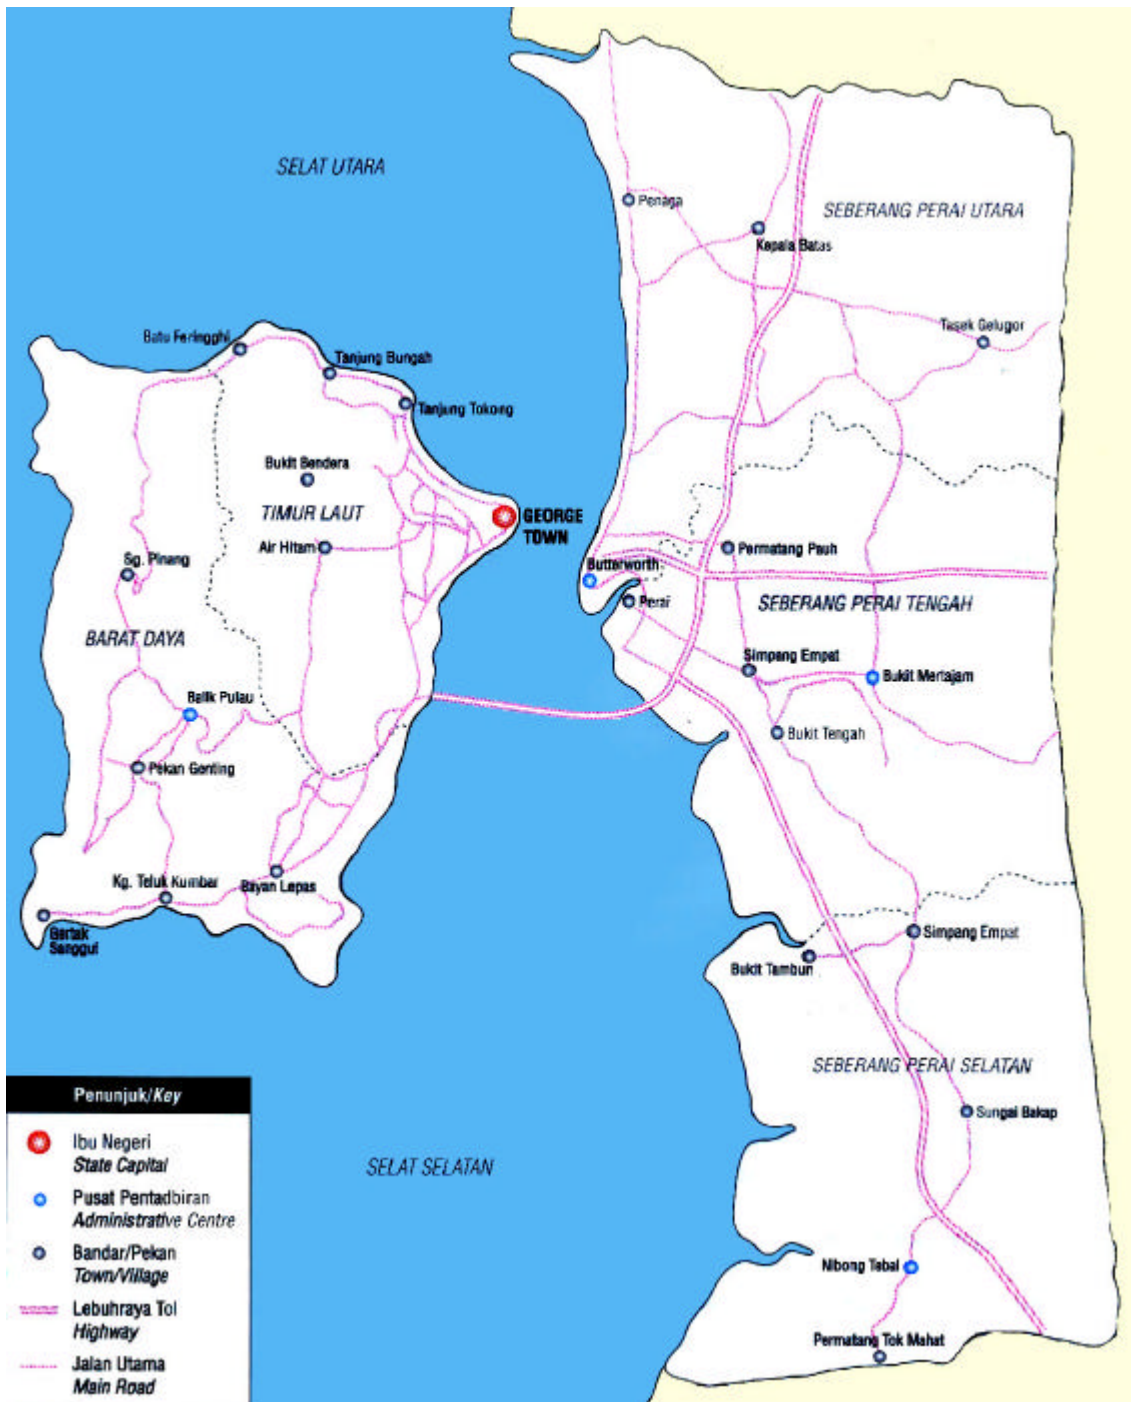 SELAT UTARA
Penaga
SEBERANG PERAI UTARA
Kepala Batas
Tasek Gelugor
Batu Feringghi
Tanjung Bungah
Tanjung Tokong
Bukit Bendera
TIMUR LAUT
GEORGE
TOWN
Air Hitam
Sg. Pinang
Permatang Pauh
Butterworth
Perai
SEBERANG PERAI TENGAH
BARAT DAYA
Simpang Empat
Bukit Mertajam
Balik Pulau
Bukit Tengah
Pekan Genting
Kg. Teluk Kumbar
Bayan Lepas
Gertak
Sanggul
Simpang Empat
Bukit Tambun
SEBERANG PERAI SELATAN
Sungai Bakap
SELAT SELATAN
Nibong Tebal
Permatang Tok Mahat
Penunjuk/Key
Ibu Negeri
State Capital
Pusat Pentadbiran
Administrative Centre
Bandar/Pekan
Town/Village
Lebuhraya Tol
Highway
Jalan Utama
Main Road